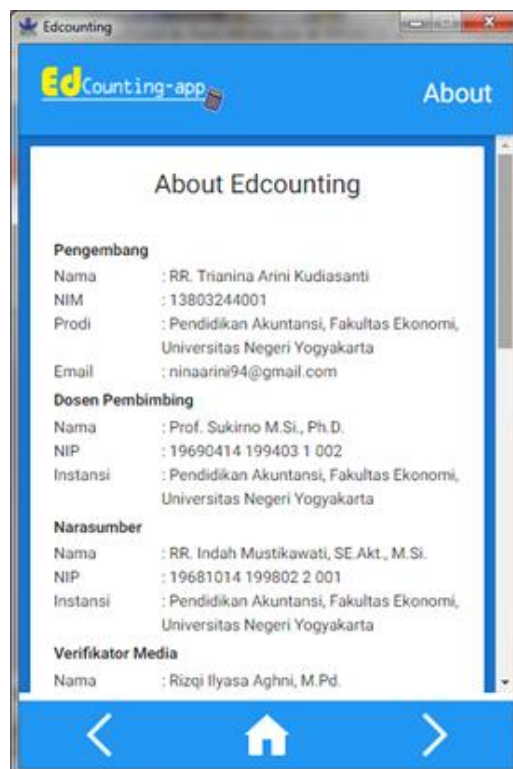 Edcounting
EdCounting-app
About
About Edcounting
Pengembang
Nama : RR. Trianina Arini Kudiasanti
NIM : 13803244001
Prodi : Pendidikan Akuntansi, Fakultas Ekonomi,
Universitas Negeri Yogyakarta
Email : ninaarini94@gmail.com
Dosen Pembimbing
Nama : Prof. Sukirno M.Si., Ph.D.
NIP : 19690414 199403 1 002
Instansi : Pendidikan Akuntansi, Fakultas Ekonomi,
Universitas Negeri Yogyakarta
Narasumber
Nama : RR. Indah Mustikawati, SE.Akt., M.Si.
NIP : 19681014 199802 2 001
Instansi : Pendidikan Akuntansi, Fakultas Ekonomi,
Universitas Negeri Yogyakarta
Verifikator Media
Nama : Rizqi Ilyasa Aghni, M.Pd.